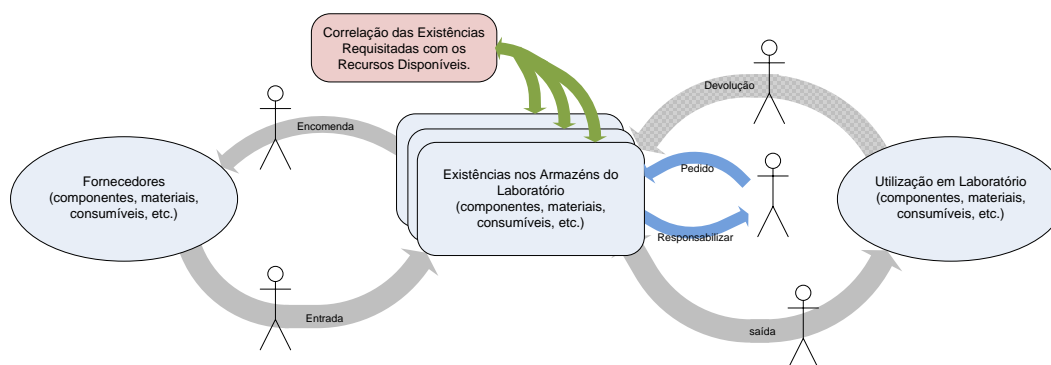 Correlação das Existências
Requisitadas com os
Recursos Disponíveis.
Devolução
Encomenda
Fornecedores
(componentes, materiais,
consumíveis, etc.)
Existências nos Armazéns do
Laboratório
(componentes, materiais,
consumíveis, etc.)
Pedido
Responsabilizar
Utilização em Laboratório
(componentes, materiais,
consumíveis, etc.)
Entrada
saída